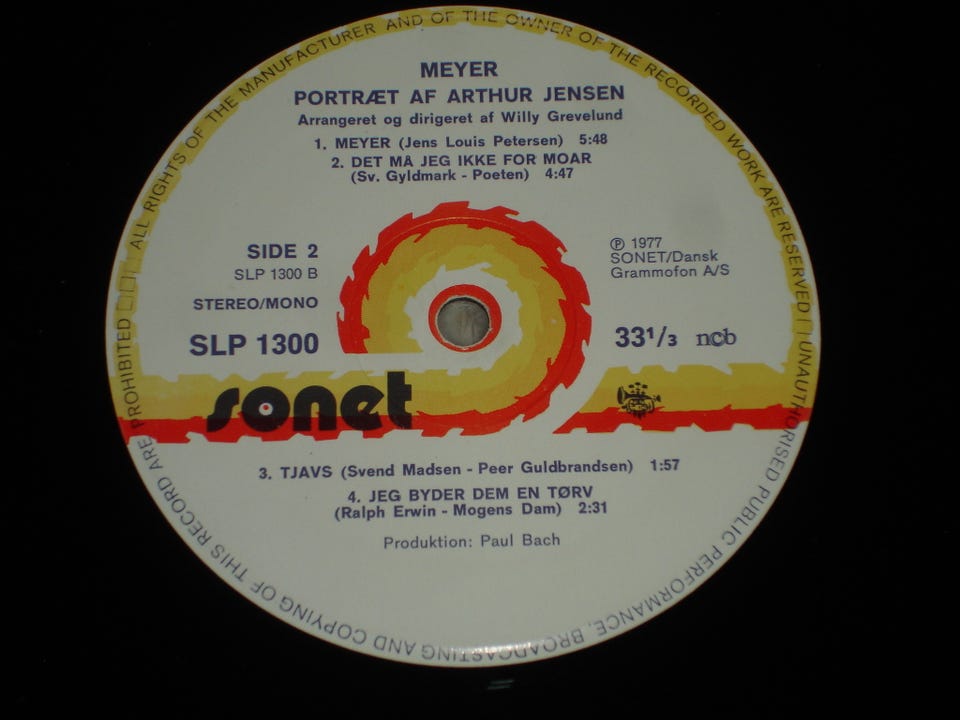 MEYER
PORTRÆT AF ARTHUR JENSEN
Arrangeret og dirigeret af Willy Grevelund
1. MEYER (Jens Louis Petersen) 5:48
2. DET MÅ JEG IKKE FOR MOAR
(Sv. Gyldmark - Poeten) 4:47
SIDE 2
SLP 1300 B
STEREO/MONO
SLP 1300
Ⓟ 1977
SONET/Dansk
Grammofon A/S
33 1/3 ncb
sonet
3. TJAVS (Svend Madsen - Peer Guldbrandsen) 1:57
4. JEG BYDER DEM EN TØRV
(Ralph Erwin - Mogens Dam) 2:31
Produktion: Paul Bach
ALL RIGHTS OF THE MANUFACTURER AND OF THE OWNER OF THE RECORDED WORK ARE RESERVED UNAUTHORISED PUBLIC PERFORMANCE, BROADCASTING AND COPYING OF THIS RECORD ARE PROHIBITED